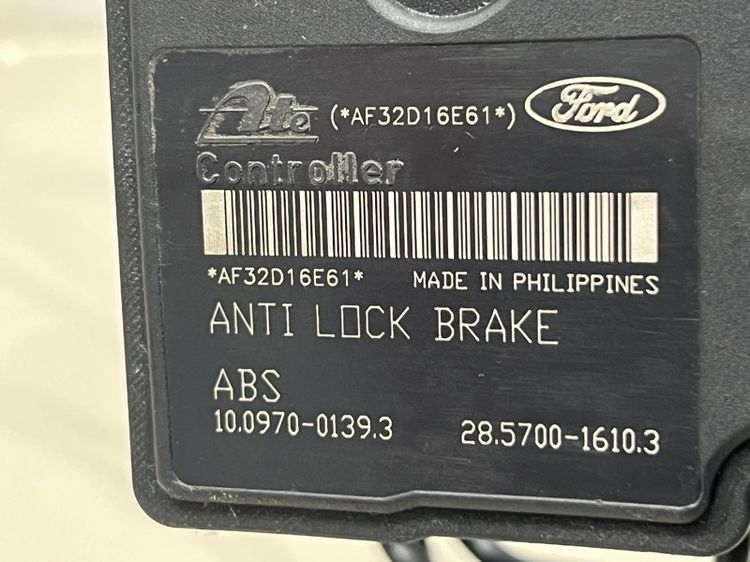 Ate (*AF32D16E61*) Ford
Controller
*AF32D16E61* MADE IN PHILIPPINES
ANTI LOCK BRAKE
ABS
10.0970-0139.3 28.5700-1610.3